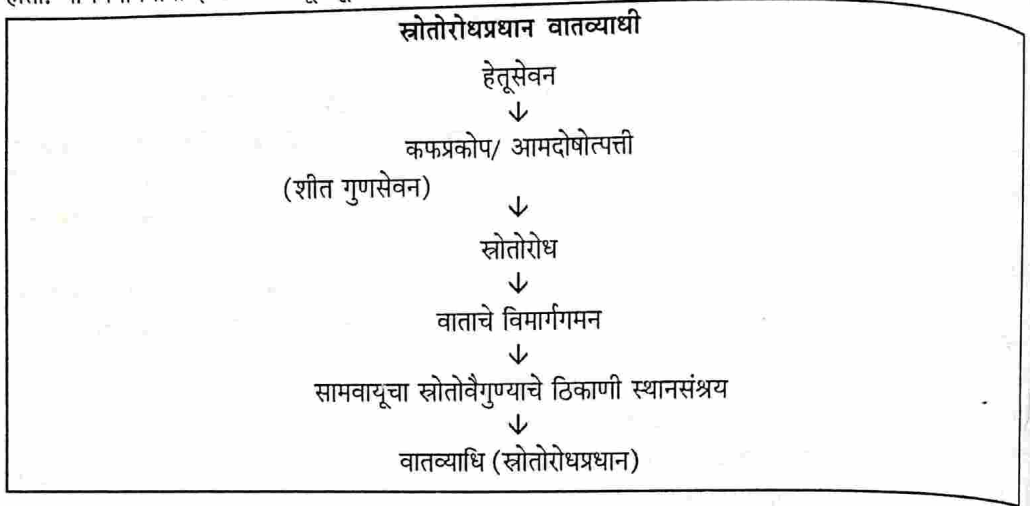 स्रोतोरोधप्रधान वातव्याधी
हेतूसेवन
↓
कफप्रकोप/ आमदोषोत्पत्ती
(शीत गुणसेवन)
↓
स्रोतोरोध
↓
वाताचे विमार्गगमन
↓
सामवायूचा स्रोतोवैगुण्याचे ठिकाणी स्थानसंश्रय
↓
वातव्याधि (स्रोतोरोधप्रधान)